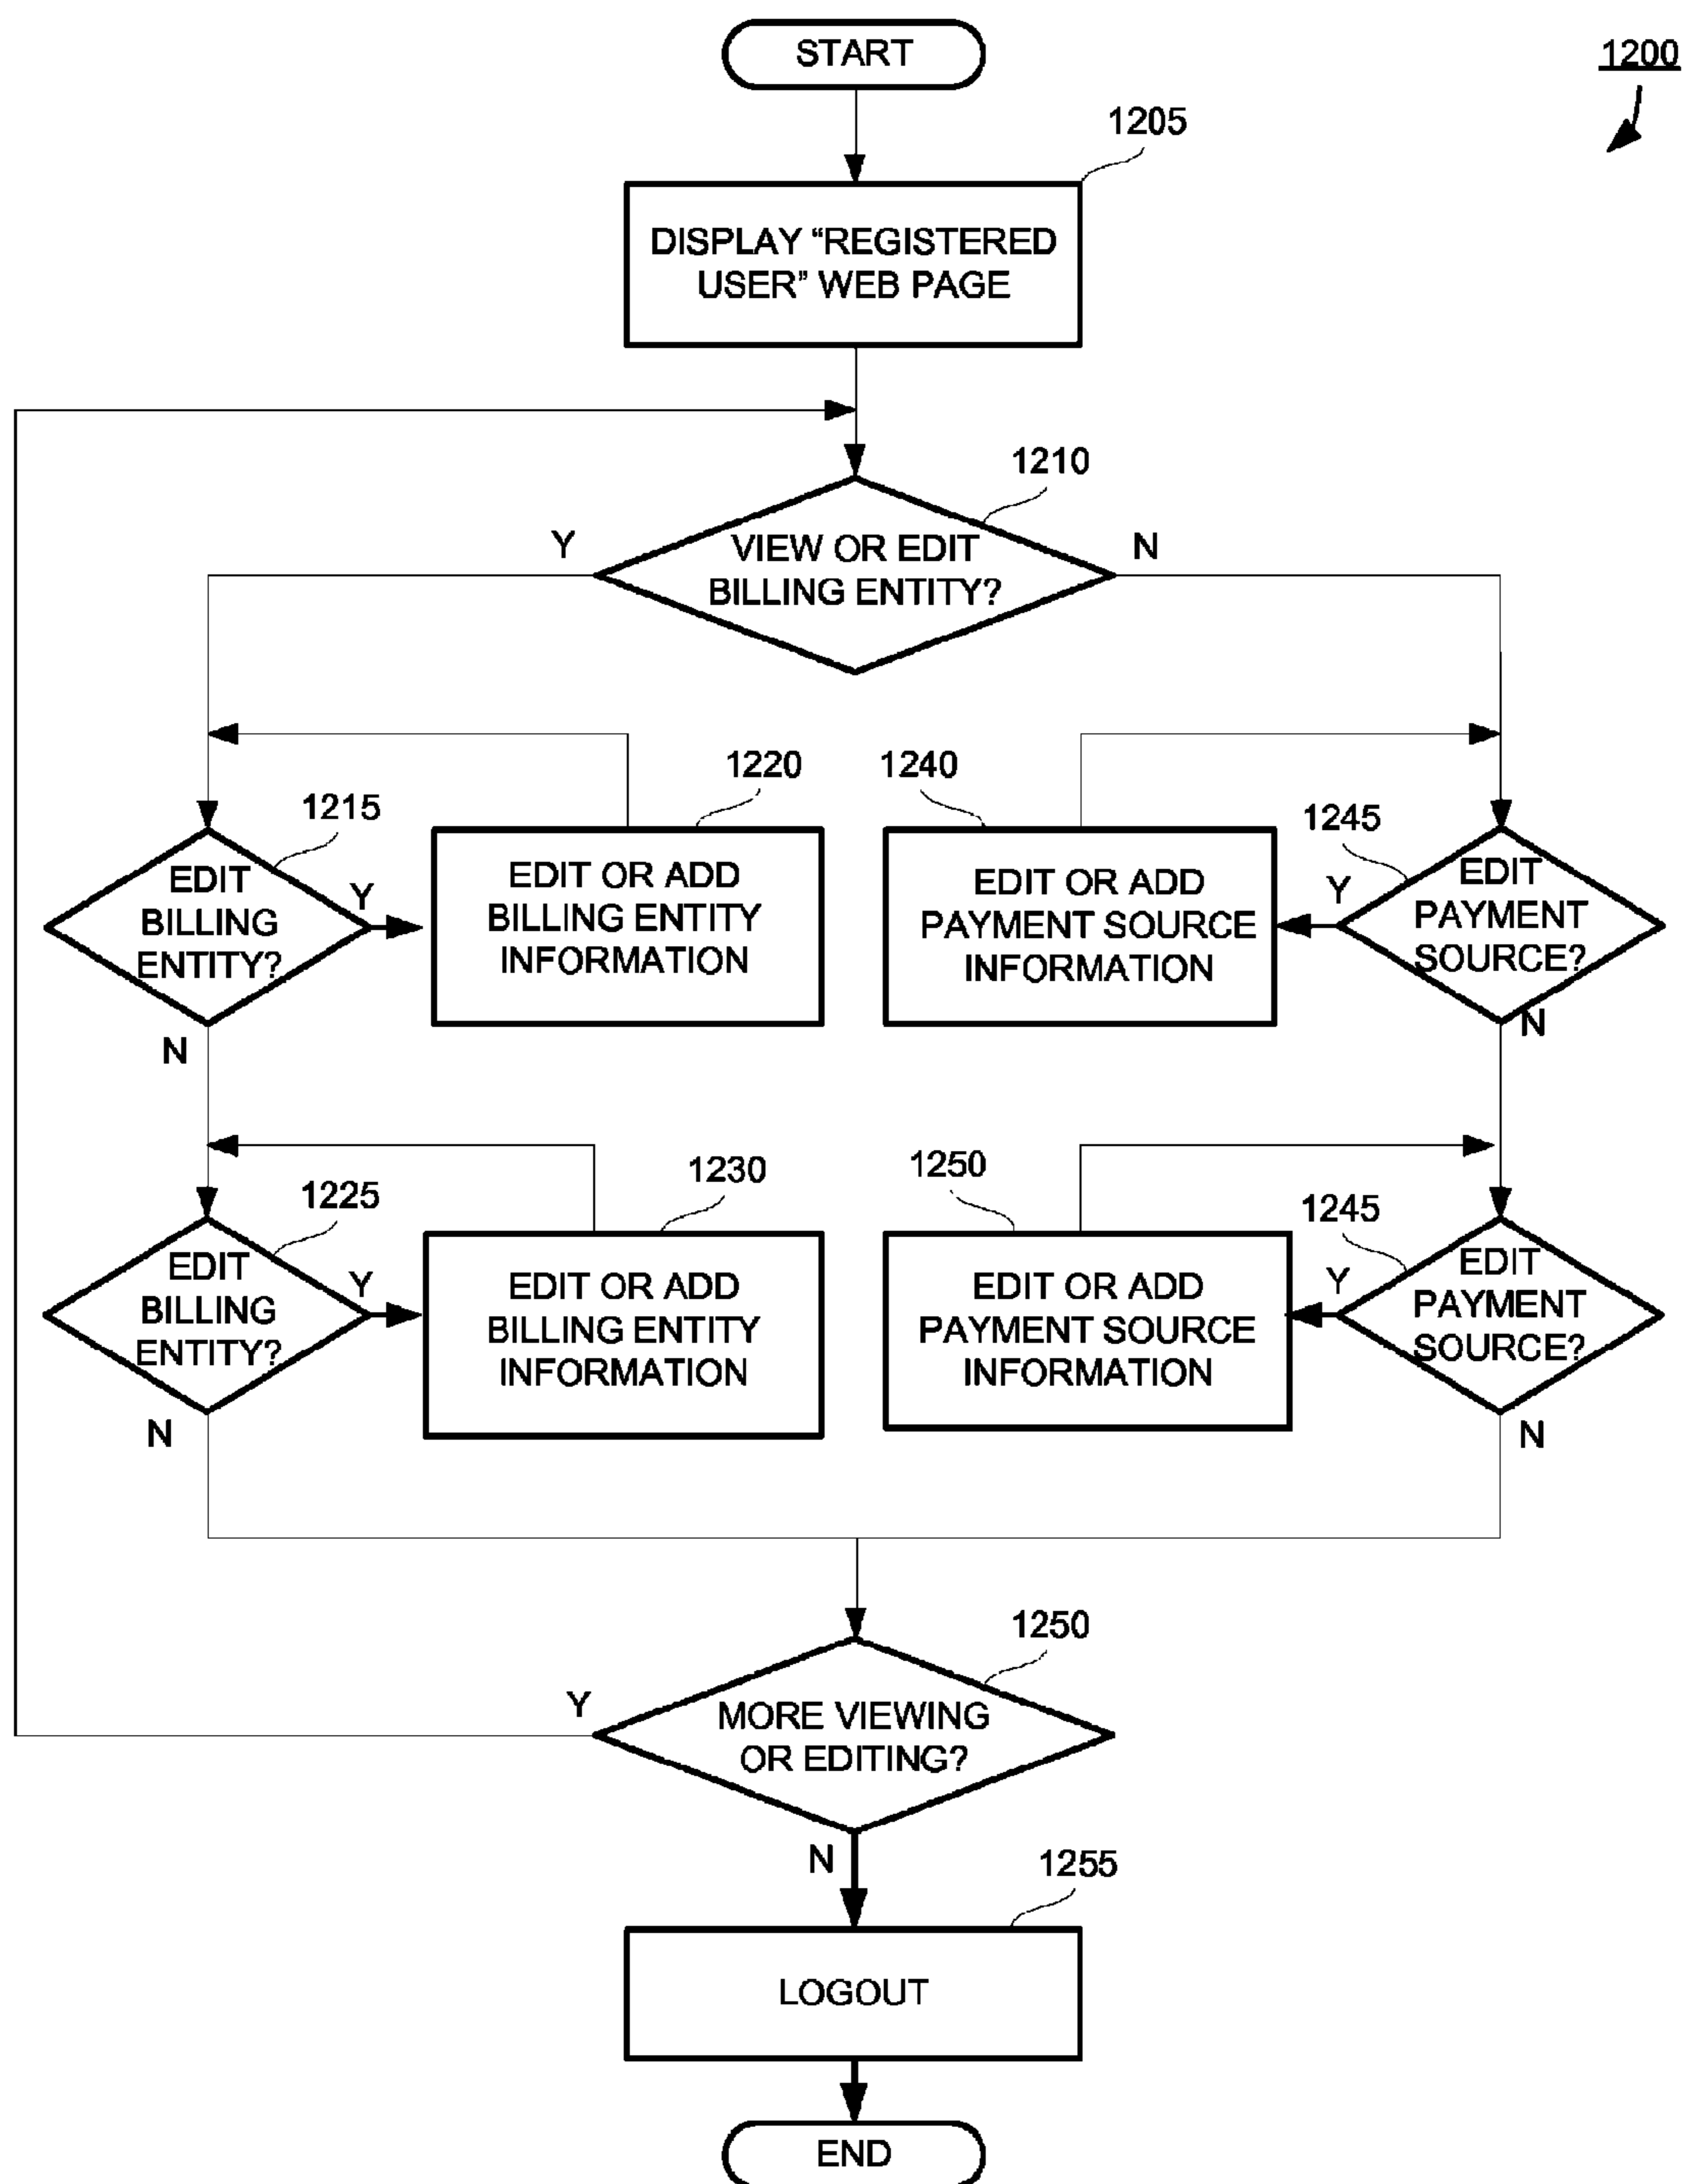 START
1200
1205
DISPLAY “REGISTERED
USER” WEB PAGE
1210
Y
VIEW OR EDIT
BILLING ENTITY?
N
1220
1240
1215
1245
EDIT
BILLING
ENTITY?
Y
EDIT OR ADD
BILLING ENTITY
INFORMATION
EDIT OR ADD
PAYMENT SOURCE
INFORMATION
Y
EDIT
PAYMENT
SOURCE?
N
N
1230
1250
1225
1245
EDIT
BILLING
ENTITY?
Y
EDIT OR ADD
BILLING ENTITY
INFORMATION
EDIT OR ADD
PAYMENT SOURCE
INFORMATION
Y
EDIT
PAYMENT
SOURCE?
N
N
1250
Y
MORE VIEWING
OR EDITING?
N
1255
LOGOUT
END